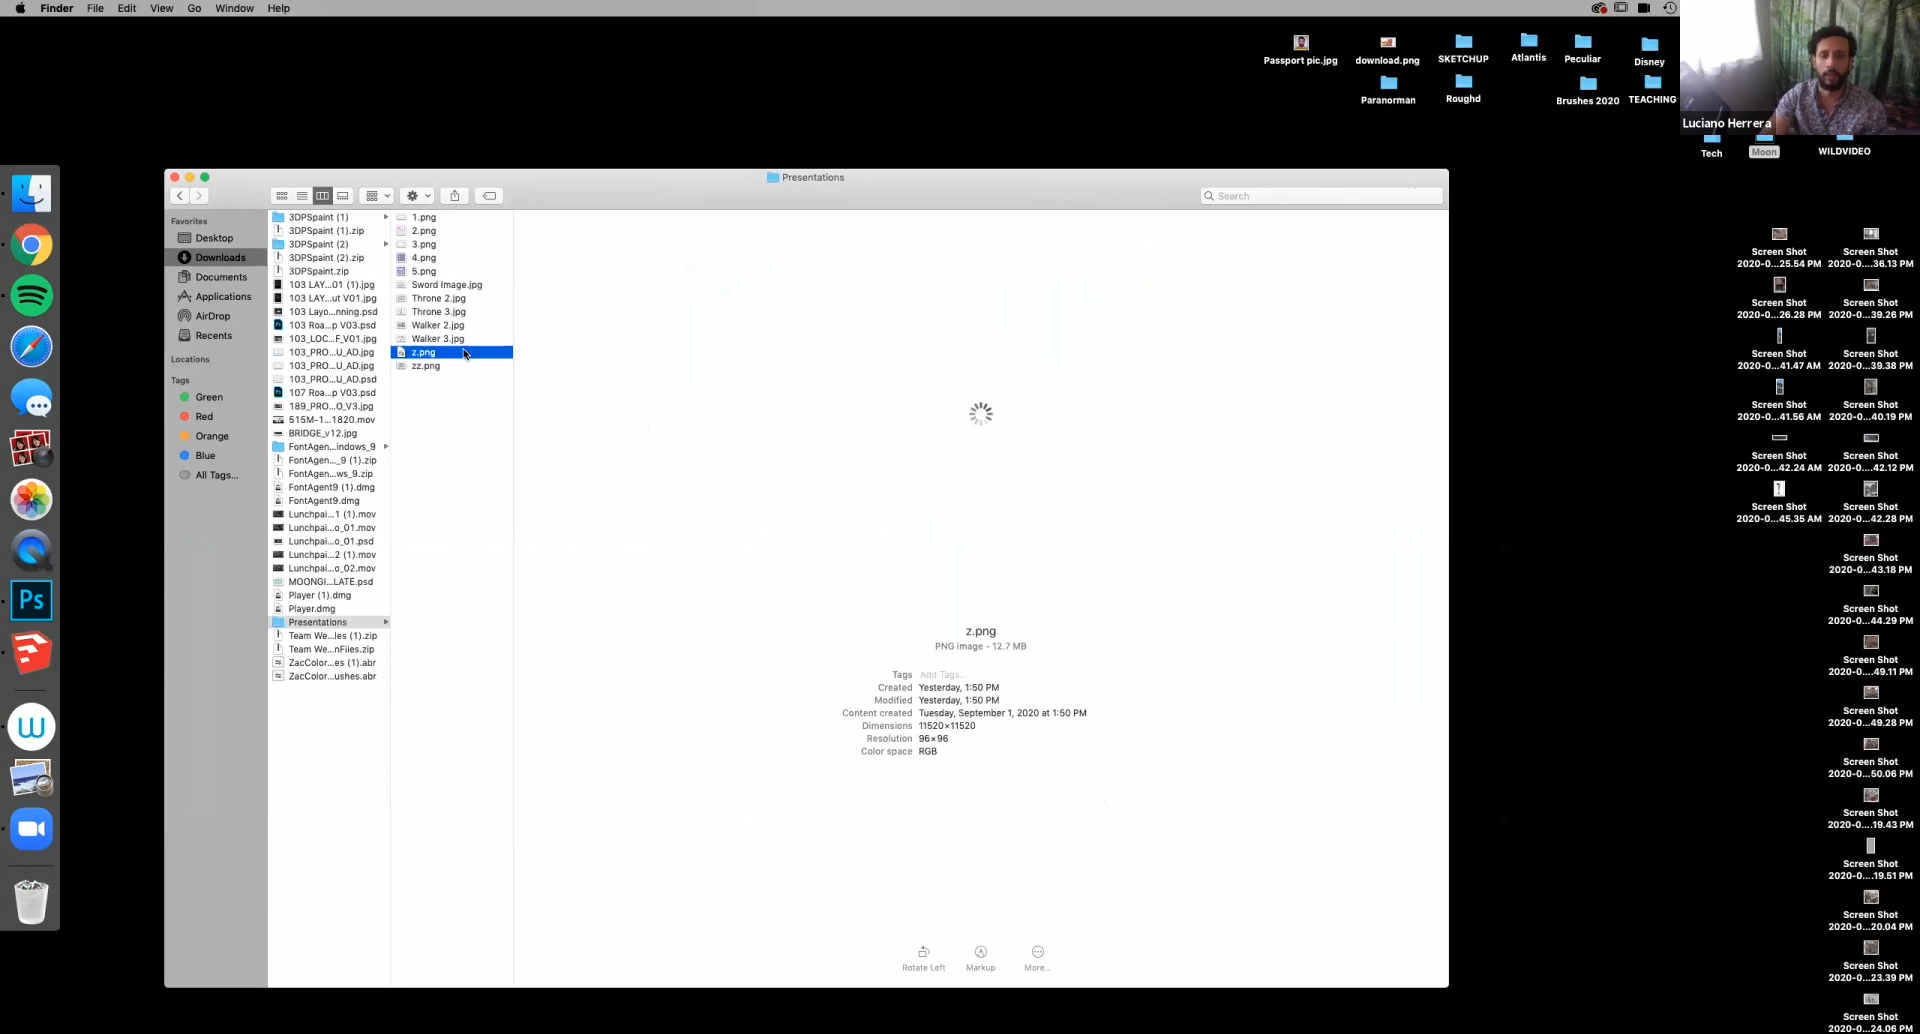 Finder File Edit View Go Window Help
Passport pic.jpg
download.png
SKETCHUP
Atlantis
Peculiar
Disney
Paranorman
Roughd
Brushes 2020
TEACHING
Luciano Herrera
Tech
Moon
WILDVIDEO
Presentations
Search
Favorites
Desktop
Downloads
Documents
Applications
AirDrop
Recents
Locations
Tags
Green
Red
Orange
Blue
All Tags...
3DPSpaint (1)
3DPSpaint (1).zip
3DPSpaint (2)
3DPSpaint (2).zip
3DPSpaint.zip
103 LAY...01 (1).jpg
103 LAY...ut V01.jpg
103 Layo...nning.psd
103 Roa...p V03.psd
103_LOC...F_V01.jpg
103_PRO...U_AD.jpg
103_PRO...U_AD.jpg
103_PRO...U_AD.psd
107 Roa...p V03.psd
189_PRO...O_V3.jpg
515M-1...1820.mov
BRIDGE_v12.jpg
FontAgen...indows_9
FontAgen..._9 (1).zip
FontAgen...ws_9.zip
FontAgent9 (1).dmg
FontAgent9.dmg
Lunchpai...1 (1).mov
Lunchpai...o_01.mov
Lunchpai...o_01.psd
Lunchpai...2 (1).mov
Lunchpai...o_02.mov
MOONGI...LATE.psd
Player (1).dmg
Player.dmg
Presentations
Team We...les (1).zip
Team We...nFiles.zip
ZacColor...es (1).abr
ZacColor...ushes.abr
1.png
2.png
3.png
4.png
5.png
Sword Image.jpg
Throne 2.jpg
Throne 3.jpg
Walker 2.jpg
Walker 3.jpg
z.png
zz.png
z.png
PNG image - 12.7 MB
Tags Add Tags...
Created Yesterday, 1:50 PM
Modified Yesterday, 1:50 PM
Content created Tuesday, September 1, 2020 at 1:50 PM
Dimensions 11520×11520
Resolution 96×96
Color space RGB
Rotate Left
Markup
More...
Ps
Screen Shot
2020-0...25.54 PM
Screen Shot
2020-0...36.13 PM
Screen Shot
2020-0...26.28 PM
Screen Shot
2020-0...39.26 PM
Screen Shot
2020-0...41.47 AM
Screen Shot
2020-0...39.38 PM
Screen Shot
2020-0...41.56 AM
Screen Shot
2020-0...40.19 PM
Screen Shot
2020-0...42.24 AM
Screen Shot
2020-0...42.12 PM
Screen Shot
2020-0...45.35 AM
Screen Shot
2020-0...42.28 PM
Screen Shot
2020-0...43.18 PM
Screen Shot
2020-0...44.29 PM
Screen Shot
2020-0...49.11 PM
Screen Shot
2020-0...49.28 PM
Screen Shot
2020-0...50.06 PM
Screen Shot
2020-0....19.43 PM
Screen Shot
2020-0....19.51 PM
Screen Shot
2020-0...20.04 PM
Screen Shot
2020-0...23.39 PM
Screen Shot
2020-0...24.06 PM